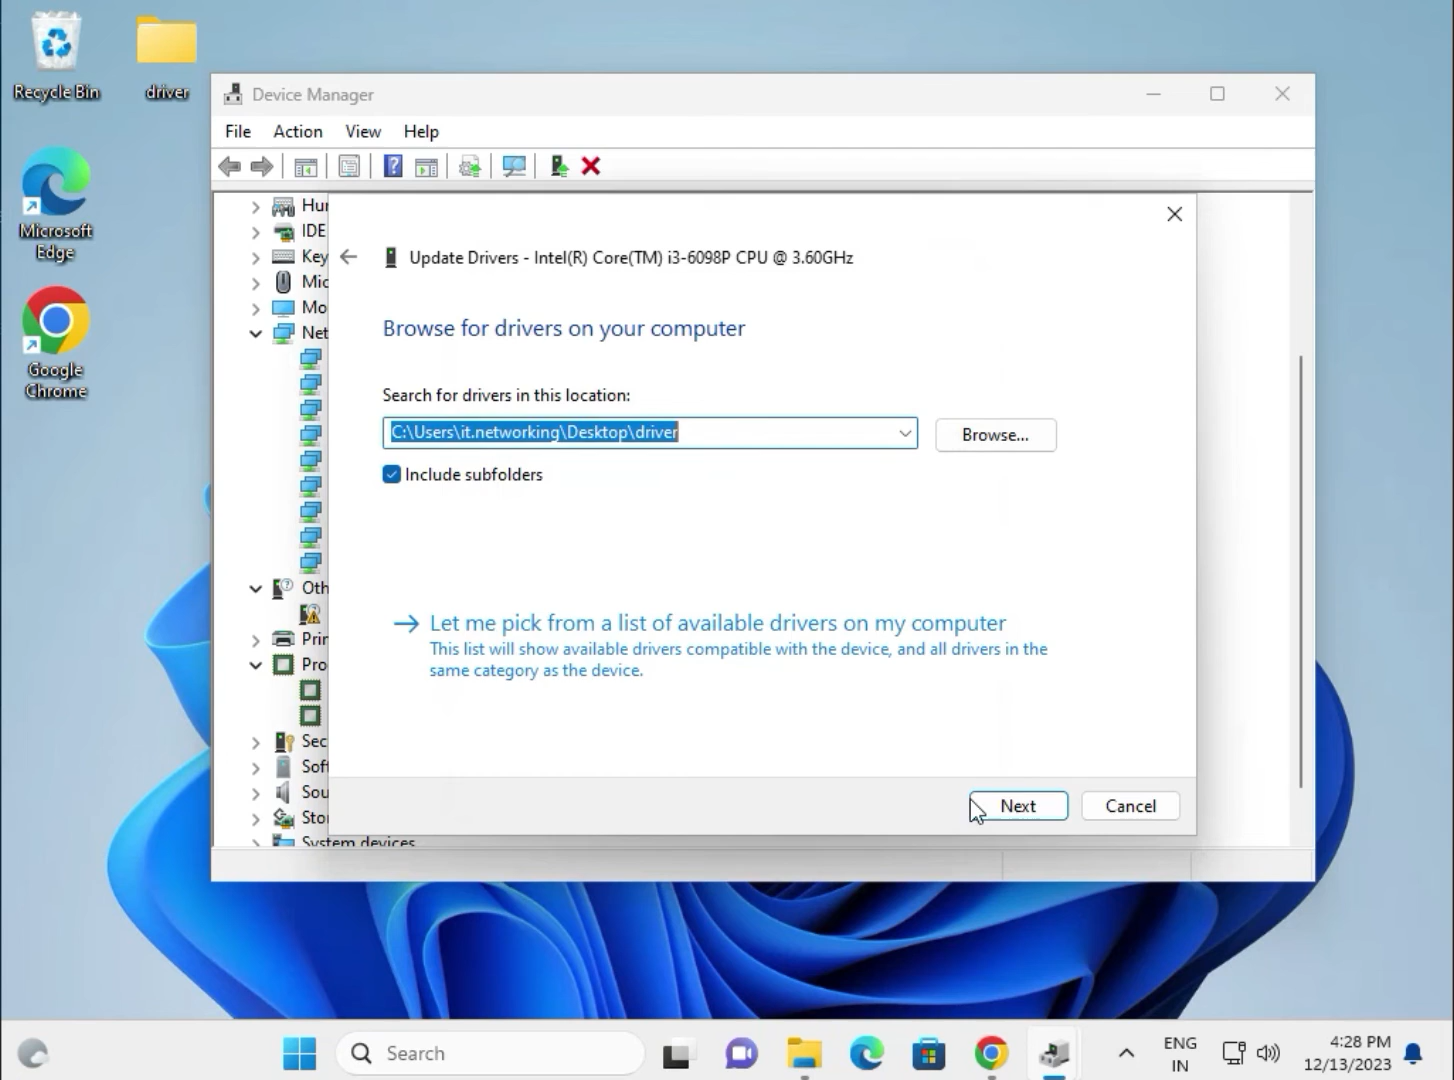 Recycle Bin
driver
Microsoft
Edge
Google
Chrome
Device Manager
File Action View Help
Hur
IDE
Key
Mic
Mo
Net
Oth
Prin
Pro
Sec
Soft
Sou
Stor
System devices
Update Drivers - Intel(R) Core(TM) i3-6098P CPU @ 3.60GHz
Browse for drivers on your computer
Search for drivers in this location:
C:\Users\it.networking\Desktop\driver
Browse...
Include subfolders
Let me pick from a list of available drivers on my computer
This list will show available drivers compatible with the device, and all drivers in the
same category as the device.
Next
Cancel
Search
ENG
IN
4:28 PM
12/13/2023